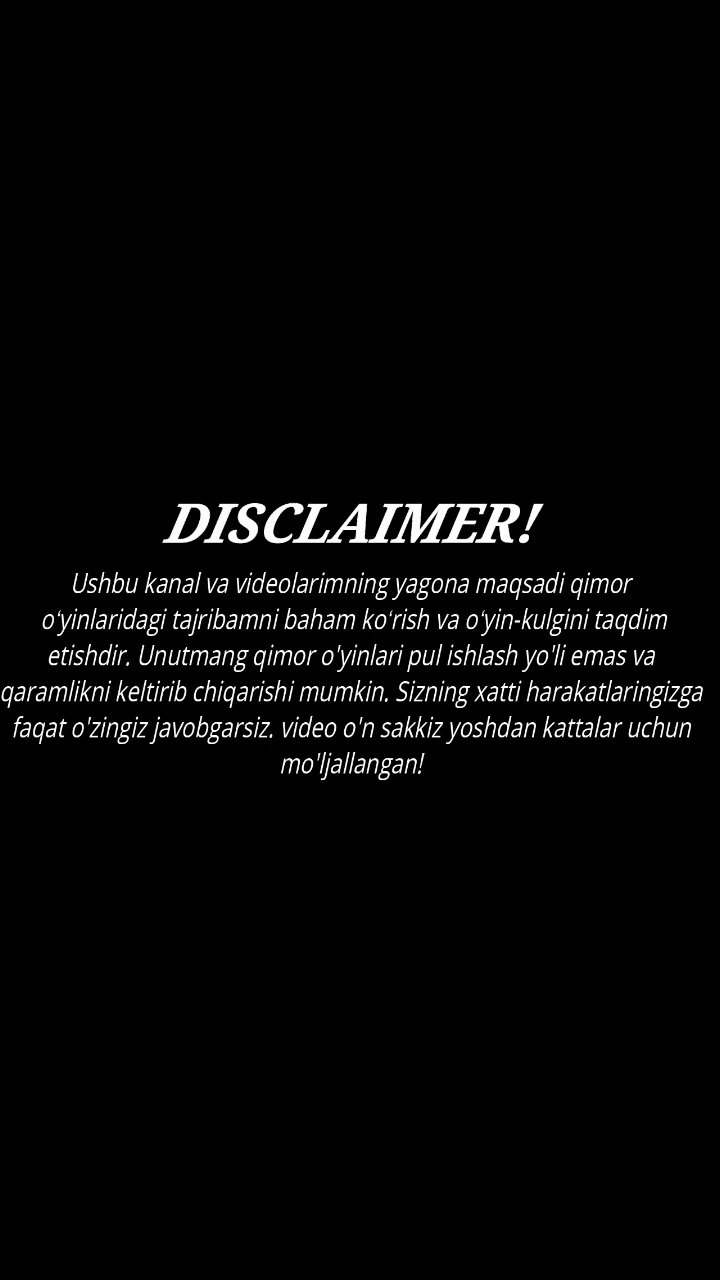 DISCLAIMER!
Ushbu kanal va videolarimning yagona maqsadi qimor
oʻyinlaridagi tajribamni baham koʻrish va oʻyin-kulgini taqdim
etishdir. Unutmang qimor o'yinlari pul ishlash yo'li emas va
qaramlikni keltirib chiqarishi mumkin. Sizning xatti harakatlaringizga
faqat o'zingiz javobgarsiz. video o'n sakkiz yoshdan kattalar uchun
mo'ljallangan!